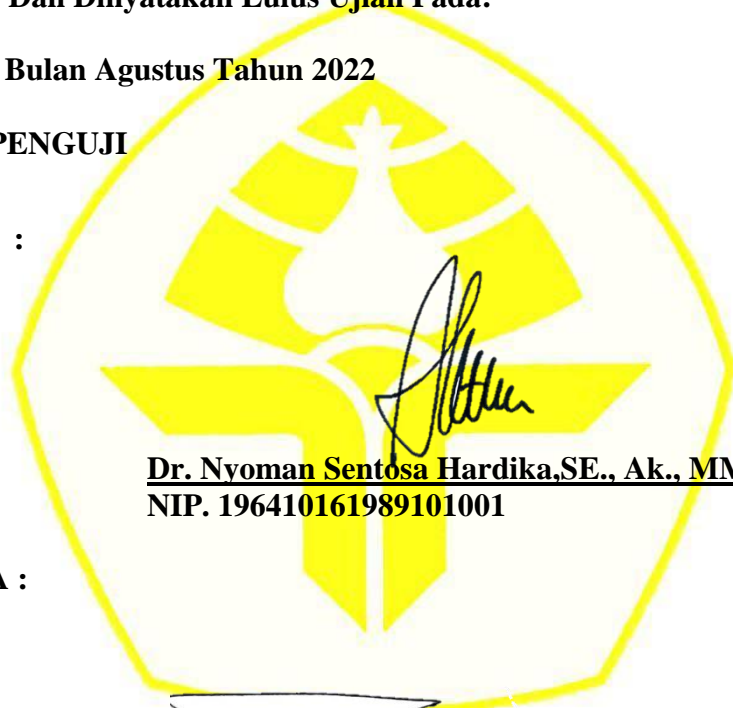 Dan Dinyatakan Lulus Ujian Pada:
Bulan Agustus Tahun 2022
PENGUJI
:
Dr. Nyoman Sentosa Hardika,SE., Ak., MM
NIP. 196410161989101001
A :